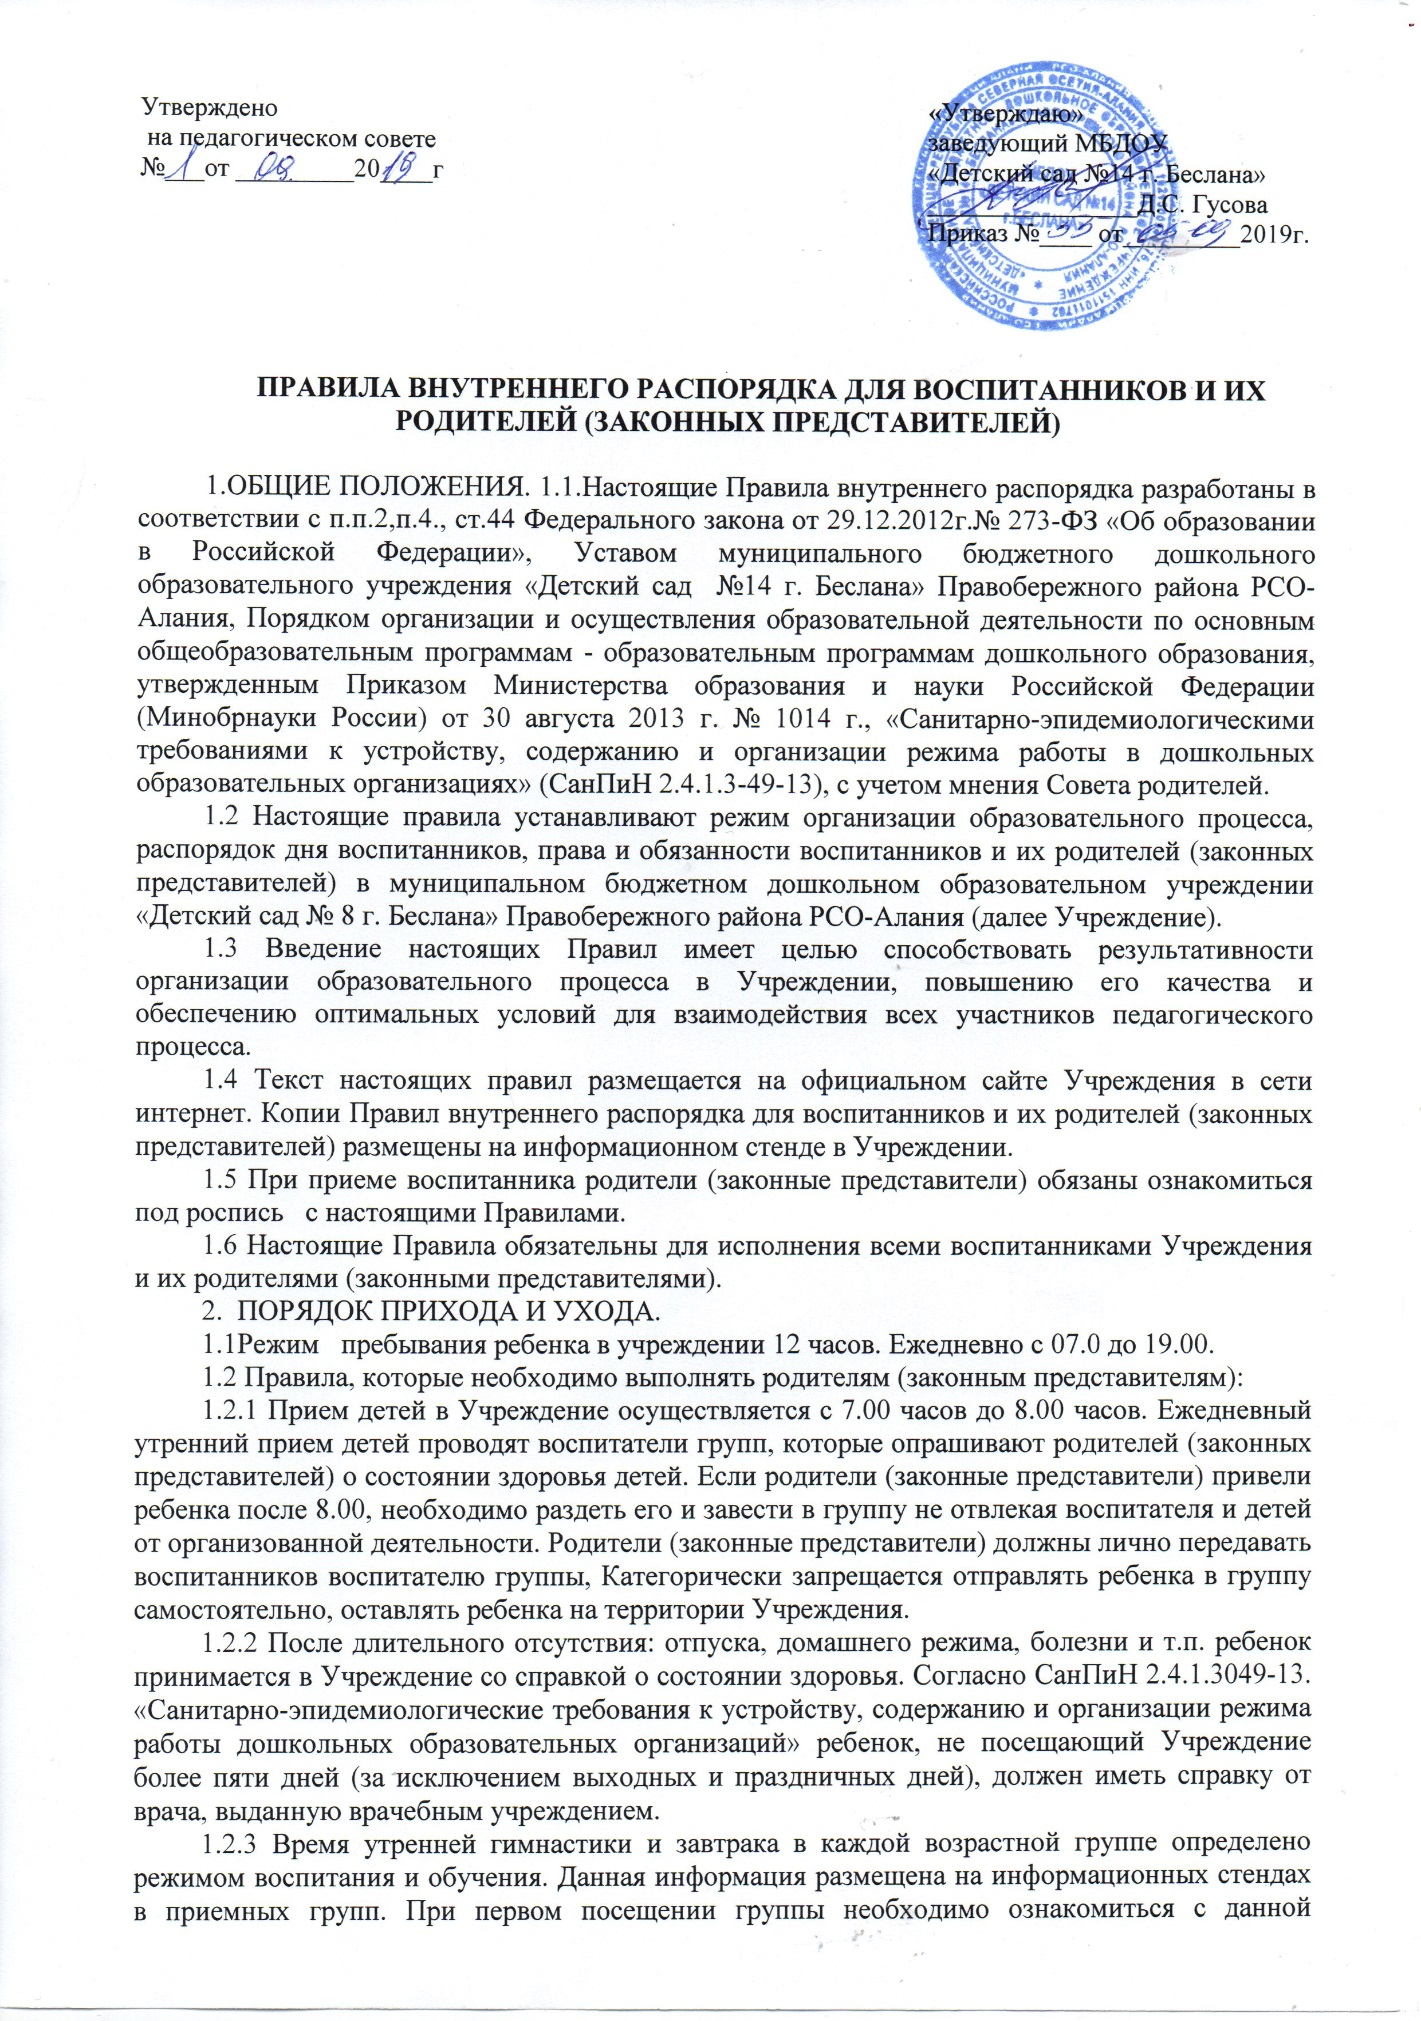 Утверждено
на педагогическом совете
№ 1 от 09. 2019г
«Утверждаю»
заведующий МБДОУ
«Детский сад №14 г. Беслана»
Д.С. Гусова
Приказ № 33 от 09 2019г.
ПРАВИЛА ВНУТРЕННЕГО РАСПОРЯДКА ДЛЯ ВОСПИТАННИКОВ И ИХ
РОДИТЕЛЕЙ (ЗАКОННЫХ ПРЕДСТАВИТЕЛЕЙ)
1.ОБЩИЕ ПОЛОЖЕНИЯ. 1.1.Настоящие Правила внутреннего распорядка разработаны в
соответствии с п.п.2,п.4., ст.44 Федерального закона от 29.12.2012г.№ 273-ФЗ «Об образовании
в Российской Федерации», Уставом муниципального бюджетного дошкольного
образовательного учреждения «Детский сад №14 г. Беслана» Правобережного района РСО-
Алания, Порядком организации и осуществления образовательной деятельности по основным
общеобразовательным программам - образовательным программам дошкольного образования,
утвержденным Приказом Министерства образования и науки Российской Федерации
(Минобрнауки России) от 30 августа 2013 г. № 1014 г., «Санитарно-эпидемиологическими
требованиями к устройству, содержанию и организации режима работы в дошкольных
образовательных организациях» (СанПиН 2.4.1.3-49-13), с учетом мнения Совета родителей.
1.2 Настоящие правила устанавливают режим организации образовательного процесса,
распорядок дня воспитанников, права и обязанности воспитанников и их родителей (законных
представителей) в муниципальном бюджетном дошкольном образовательном учреждении
«Детский сад № 8 г. Беслана» Правобережного района РСО-Алания (далее Учреждение).
1.3 Введение настоящих Правил имеет целью способствовать результативности
организации образовательного процесса в Учреждении, повышению его качества и
обеспечению оптимальных условий для взаимодействия всех участников педагогического
процесса.
1.4 Текст настоящих правил размещается на официальном сайте Учреждения в сети
интернет. Копии Правил внутреннего распорядка для воспитанников и их родителей (законных
представителей) размещены на информационном стенде в Учреждении.
1.5 При приеме воспитанника родители (законные представители) обязаны ознакомиться
под роспись с настоящими Правилами.
1.6 Настоящие Правила обязательны для исполнения всеми воспитанниками Учреждения
и их родителями (законными представителями).
2. ПОРЯДОК ПРИХОДА И УХОДА.
1.1Режим пребывания ребенка в учреждении 12 часов. Ежедневно с 07.0 до 19.00.
1.2 Правила, которые необходимо выполнять родителям (законным представителям):
1.2.1 Прием детей в Учреждение осуществляется с 7.00 часов до 8.00 часов. Ежедневный
утренний прием детей проводят воспитатели групп, которые опрашивают родителей (законных
представителей) о состоянии здоровья детей. Если родители (законные представители) привели
ребенка после 8.00, необходимо раздеть его и завести в группу не отвлекая воспитателя и детей
от организованной деятельности. Родители (законные представители) должны лично передавать
воспитанников воспитателю группы, Категорически запрещается отправлять ребенка в группу
самостоятельно, оставлять ребенка на территории Учреждения.
1.2.2 После длительного отсутствия: отпуска, домашнего режима, болезни и т.п. ребенок
принимается в Учреждение со справкой о состоянии здоровья. Согласно СанПиН 2.4.1.3049-13.
«Санитарно-эпидемиологические требования к устройству, содержанию и организации режима
работы дошкольных образовательных организаций» ребенок, не посещающий Учреждение
более пяти дней (за исключением выходных и праздничных дней), должен иметь справку от
врача, выданную врачебным учреждением.
1.2.3 Время утренней гимнастики и завтрака в каждой возрастной группе определено
режимом воспитания и обучения. Данная информация размещена на информационных стендах
в приемных групп. При первом посещении группы необходимо ознакомиться с данной